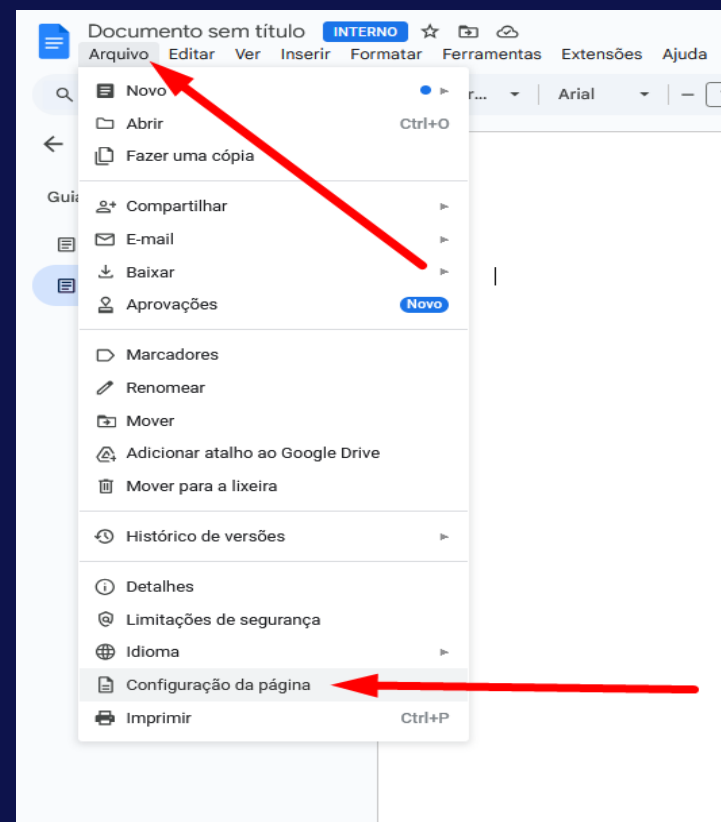 Documento sem título INTERNO
Arquivo Editar Ver Inserir Formatar Ferramentas Extensões Ajuda
Novo
r... Arial
Abrir Ctrl+O
Fazer uma cópia
Guia
Compartilhar
E-mail
Baixar
Aprovações Novo
Marcadores
Renomear
Mover
Adicionar atalho ao Google Drive
Mover para a lixeira
Histórico de versões
Detalhes
Limitações de segurança
Idioma
Configuração da página
Imprimir Ctrl+P